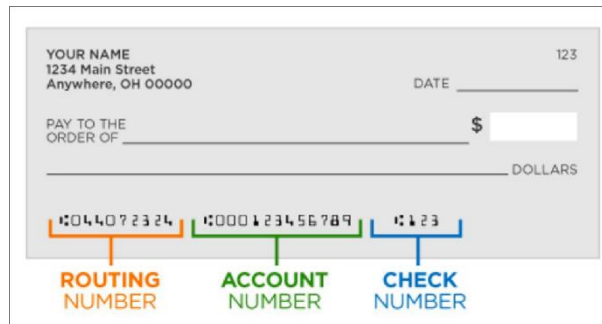 YOUR NAME 123
1234 Main Street
Anywhere, OH 00000
DATE
PAY TO THE
ORDER OF
$
DOLLARS
⑆044072324 ⑆000123456789 ⑆123
ROUTING ACCOUNT CHECK
NUMBER NUMBER NUMBER